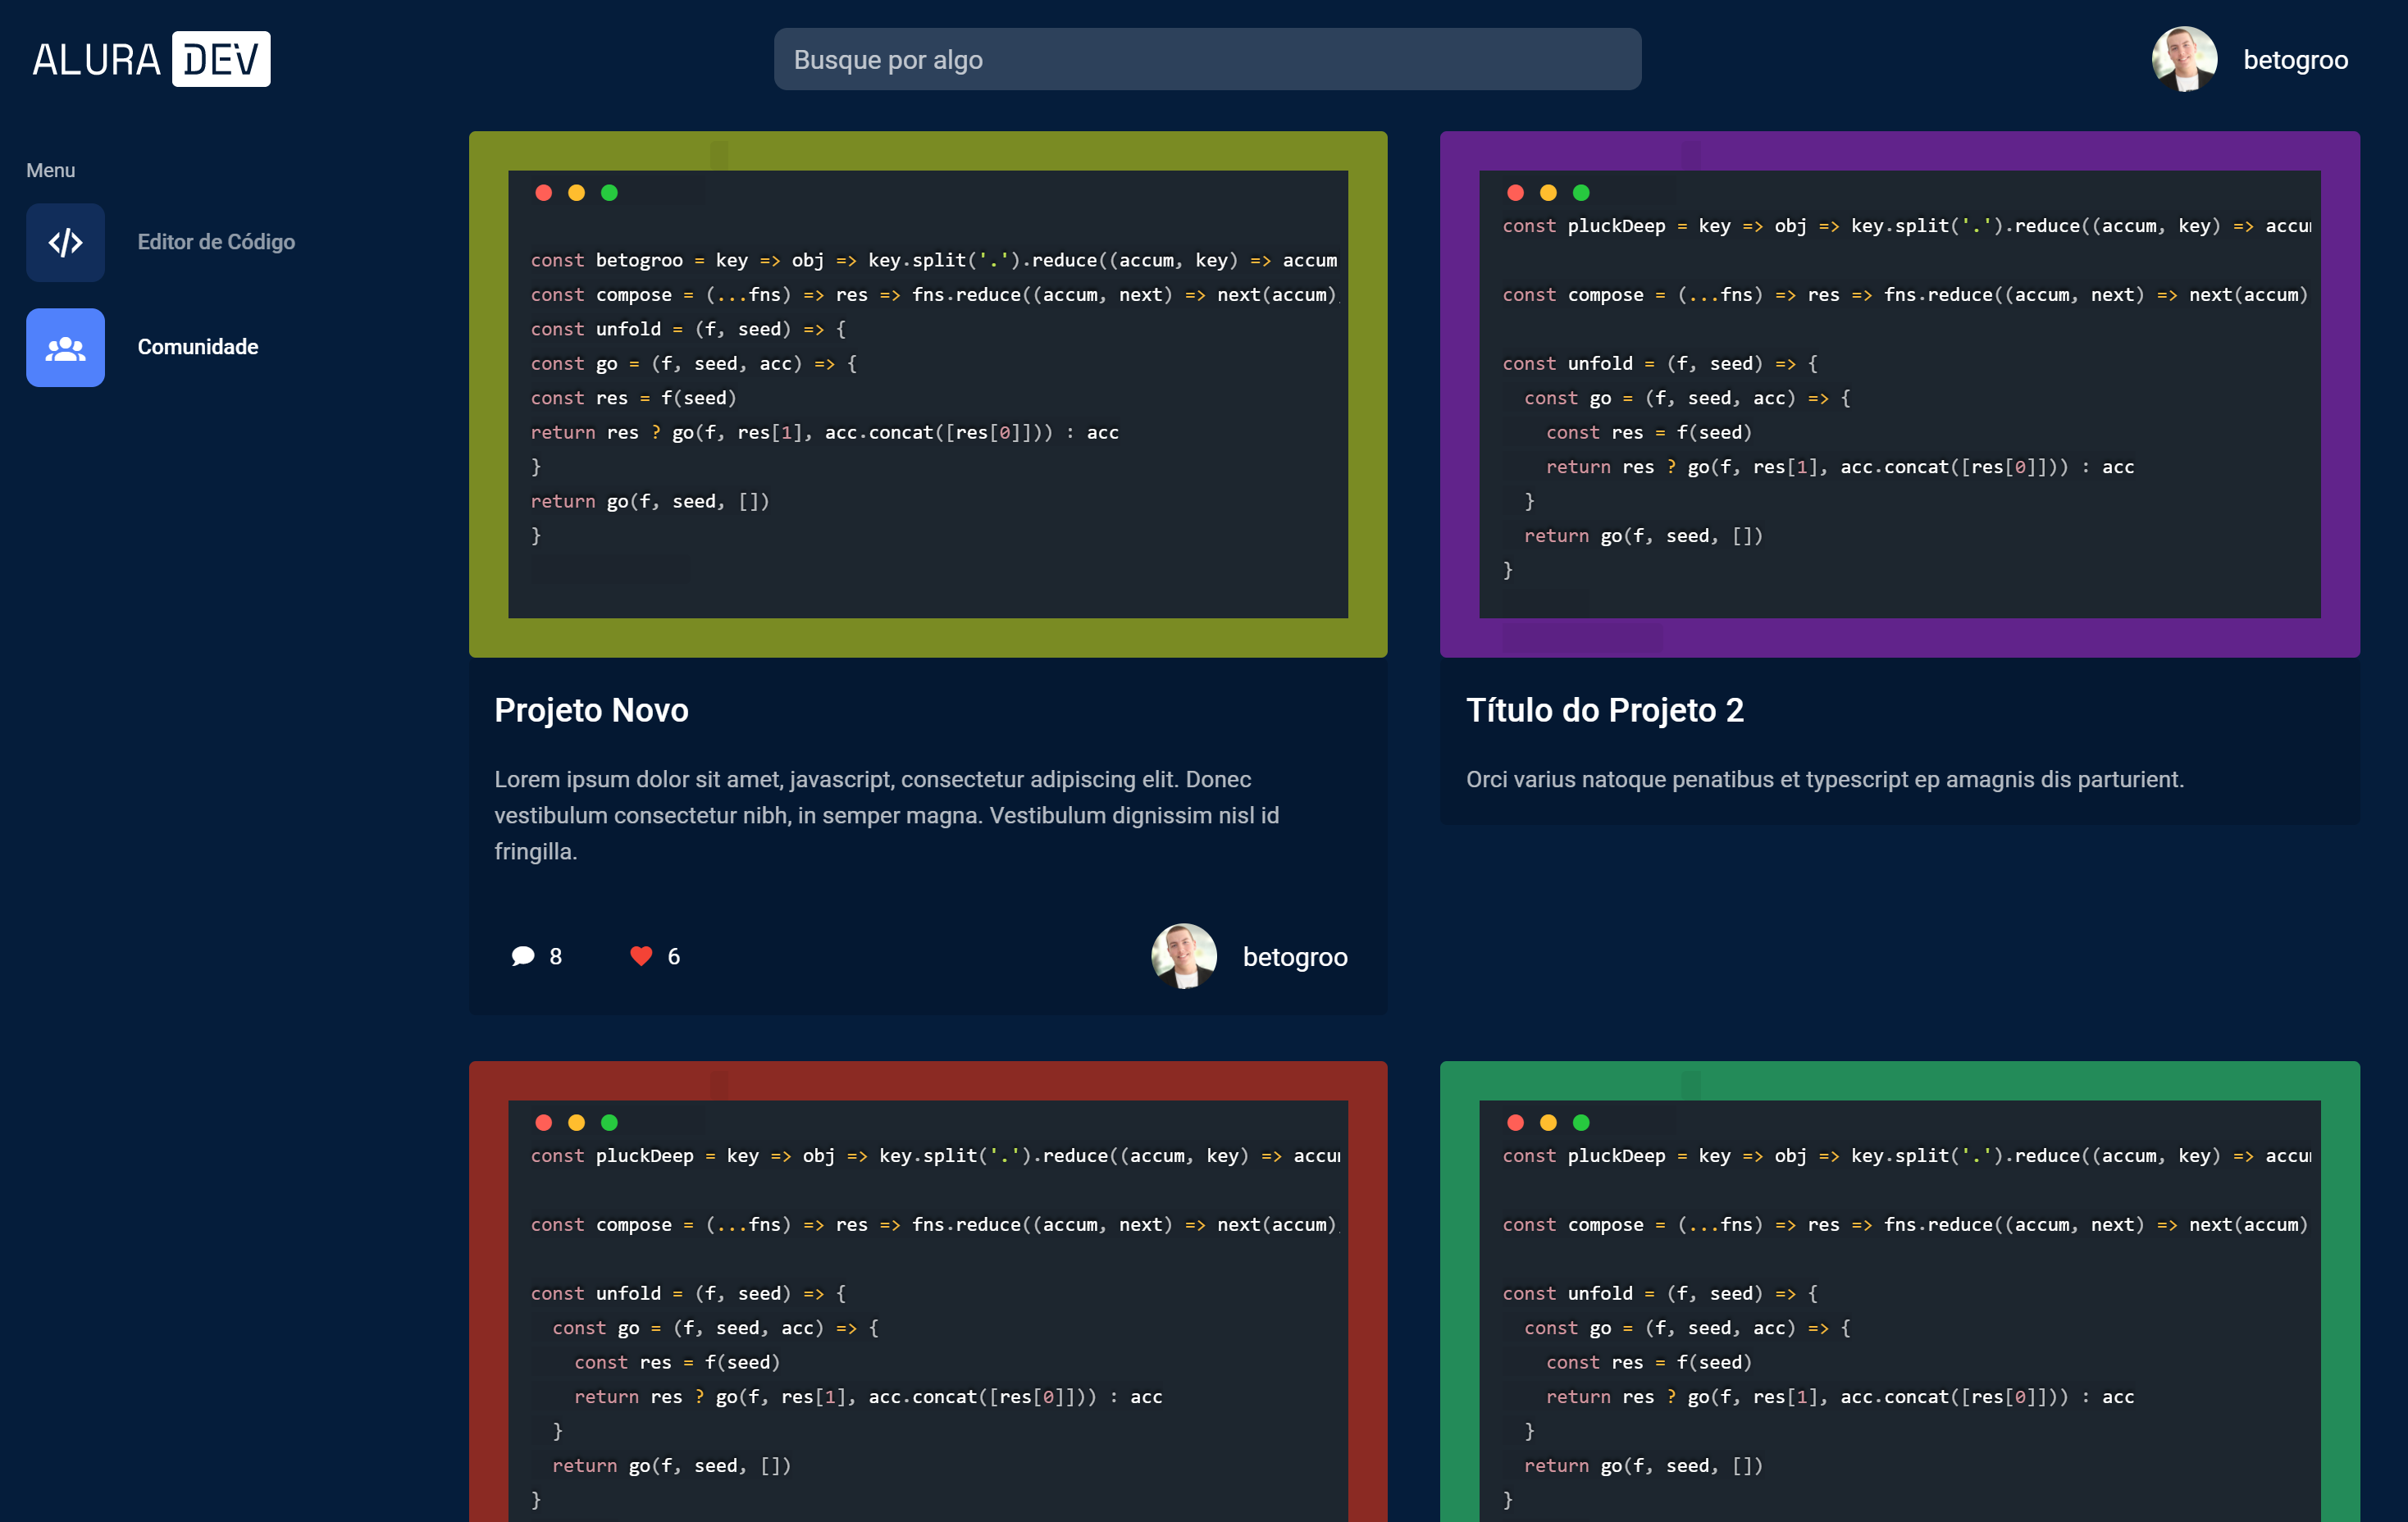 ALURA DEV
Busque por algo
betogroo
Menu
Editor de Código
Comunidade
const betogroo = key => obj => key.split('.').reduce((accum, key) => accum
const compose = (...fns) => res => fns.reduce((accum, next) => next(accum)
const unfold = (f, seed) => {
const go = (f, seed, acc) => {
const res = f(seed)
return res ? go(f, res[1], acc.concat([res[0]])) : acc
}
return go(f, seed, [])
}
Projeto Novo
Lorem ipsum dolor sit amet, javascript, consectetur adipiscing elit. Donec
vestibulum consectetur nibh, in semper magna. Vestibulum dignissim nisl id
fringilla.
8
6
betogroo
const pluckDeep = key => obj => key.split('.').reduce((accum, key) => accum
const compose = (...fns) => res => fns.reduce((accum, next) => next(accum)
const unfold = (f, seed) => {
const go = (f, seed, acc) => {
const res = f(seed)
return res ? go(f, res[1], acc.concat([res[0]])) : acc
}
return go(f, seed, [])
}
Título do Projeto 2
Orci varius natoque penatibus et typescript ep amagnis dis parturient.
const pluckDeep = key => obj => key.split('.').reduce((accum, key) => accum
const compose = (...fns) => res => fns.reduce((accum, next) => next(accum)
const unfold = (f, seed) => {
const go = (f, seed, acc) => {
const res = f(seed)
return res ? go(f, res[1], acc.concat([res[0]])) : acc
}
return go(f, seed, [])
}
const pluckDeep = key => obj => key.split('.').reduce((accum, key) => accum
const compose = (...fns) => res => fns.reduce((accum, next) => next(accum)
const unfold = (f, seed) => {
const go = (f, seed, acc) => {
const res = f(seed)
return res ? go(f, res[1], acc.concat([res[0]])) : acc
}
return go(f, seed, [])
}